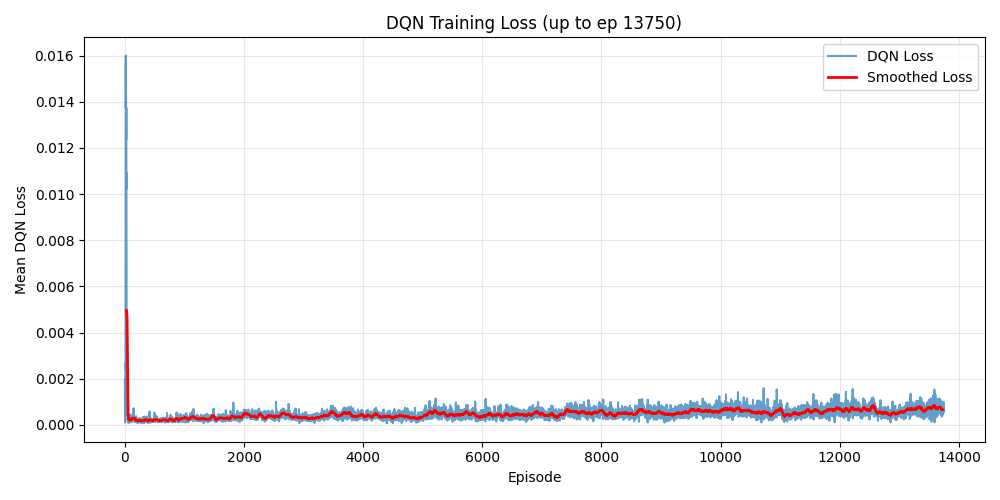 DQN Training Loss (up to ep 13750)
DQN Loss
Smoothed Loss
Mean DQN Loss
0.016
0.014
0.012
0.010
0.008
0.006
0.004
0.002
0.000
0 2000 4000 6000 8000 10000 12000 14000
Episode